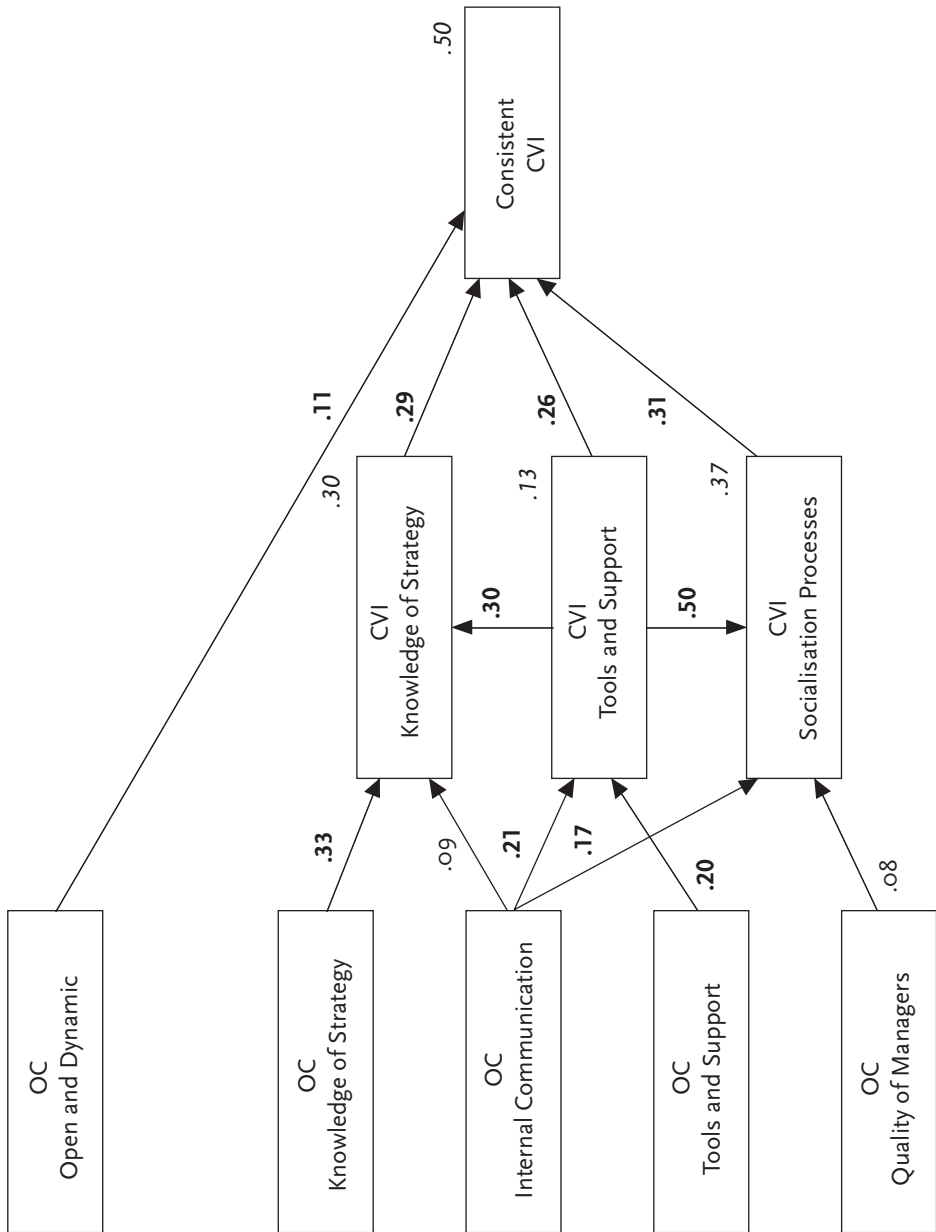 OC
Open and Dynamic
OC
Knowledge of Strategy
OC
Internal Communication
OC
Tools and Support
OC
Quality of Managers
.33
.09
.21
.17
.20
.08
CVI
Knowledge of Strategy
.30
CVI
Tools and Support
.13
CVI
Socialisation Processes
.37
.30
.50
.11
.29
.26
.31
Consistent
CVI
.50